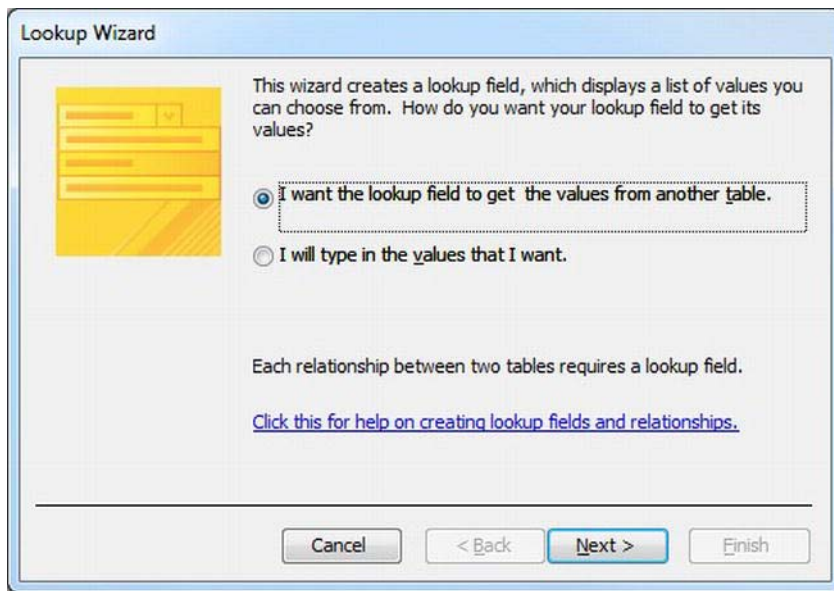 Lookup Wizard
This wizard creates a lookup field, which displays a list of values you
can choose from. How do you want your lookup field to get its
values?
I want the lookup field to get the values from another table.
I will type in the values that I want.
Each relationship between two tables requires a lookup field.
Click this for help on creating lookup fields and relationships.
Cancel
< Back
Next >
Finish